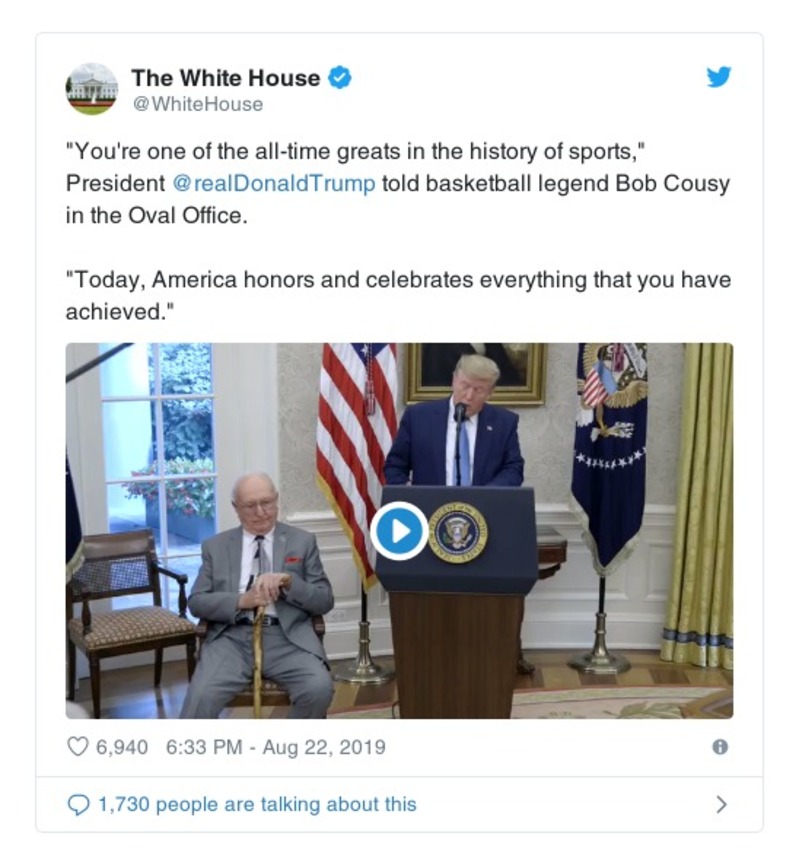 The White House
@WhiteHouse
"You're one of the all-time greats in the history of sports,"
President @realDonaldTrump told basketball legend Bob Cousy
in the Oval Office.
"Today, America honors and celebrates everything that you have
achieved."
6,940 6:33 PM - Aug 22, 2019
1,730 people are talking about this